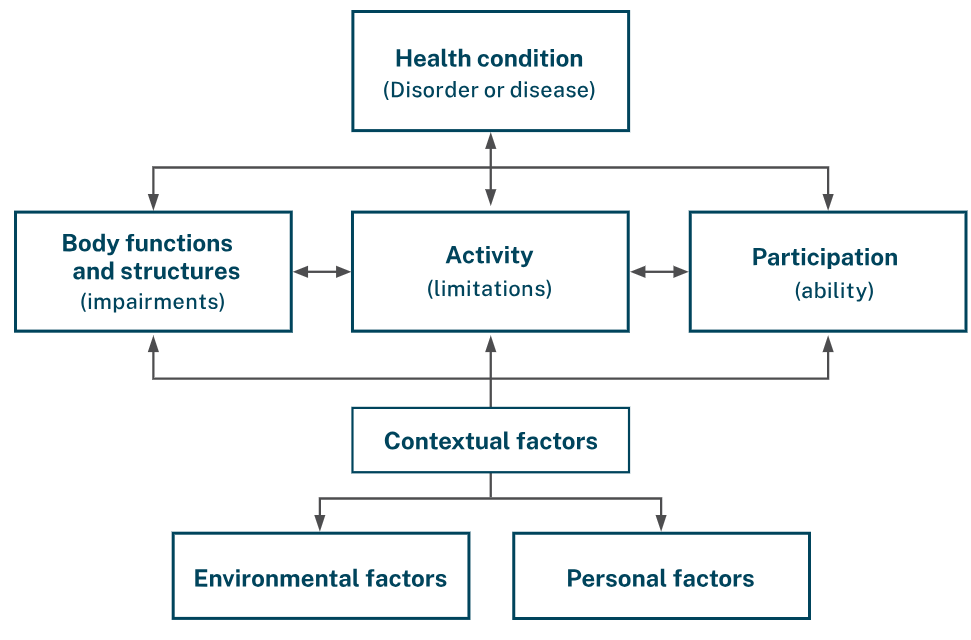 Health condition
(Disorder or disease)
Body functions
and structures
(impairments)
Activity
(limitations)
Participation
(ability)
Contextual factors
Environmental factors
Personal factors